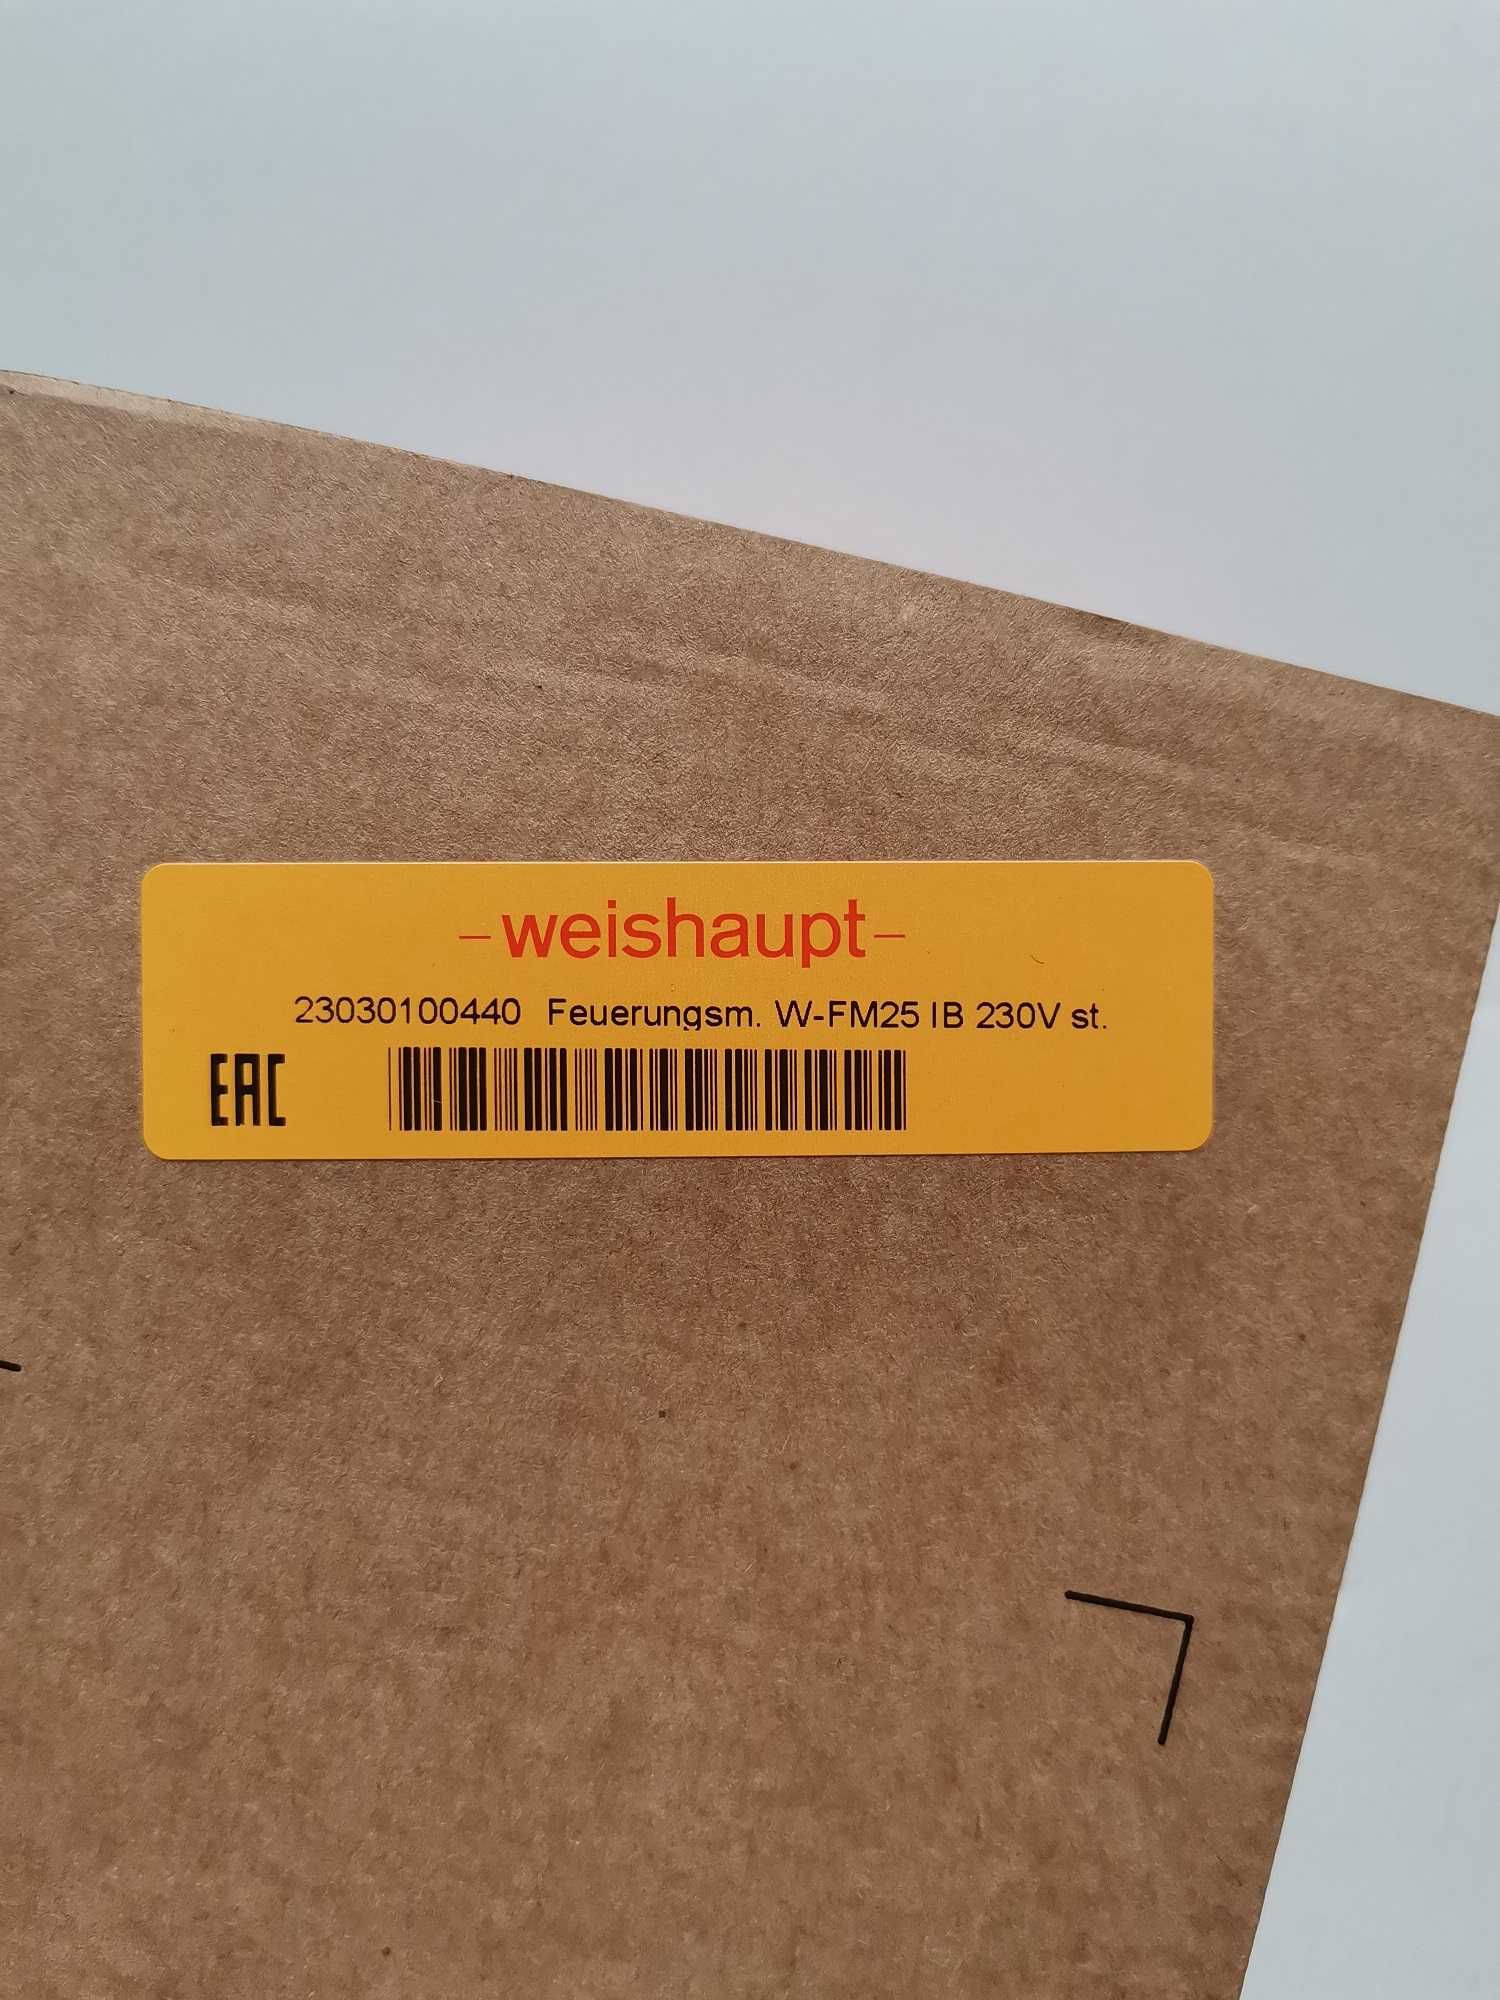 -weishaupt-
23030100440 Feuerungsm. W-FM25 IB 230V st.
EAC